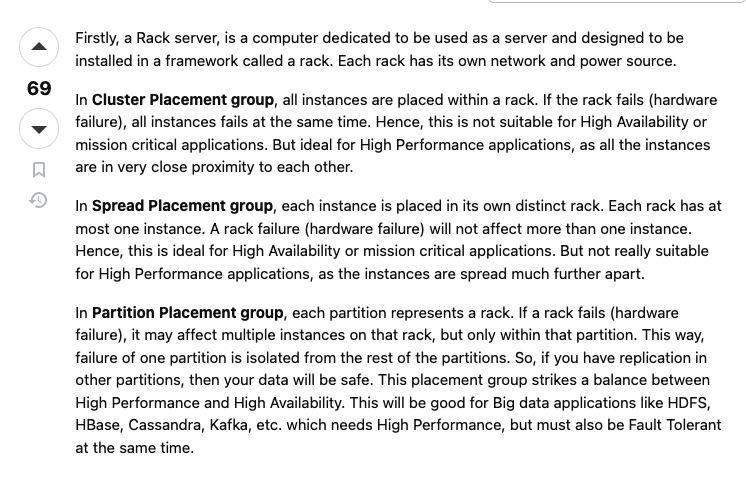 Firstly, a Rack server, is a computer dedicated to be used as a server and designed to be
installed in a framework called a rack. Each rack has its own network and power source.
69
In Cluster Placement group, all instances are placed within a rack. If the rack fails (hardware
failure), all instances fails at the same time. Hence, this is not suitable for High Availability or
mission critical applications. But ideal for High Performance applications, as all the instances
are in very close proximity to each other.
In Spread Placement group, each instance is placed in its own distinct rack. Each rack has at
most one instance. A rack failure (hardware failure) will not affect more than one instance.
Hence, this is ideal for High Availability or mission critical applications. But not really suitable
for High Performance applications, as the instances are spread much further apart.
In Partition Placement group, each partition represents a rack. If a rack fails (hardware
failure), it may affect multiple instances on that rack, but only within that partition. This way,
failure of one partition is isolated from the rest of the partitions. So, if you have replication in
other partitions, then your data will be safe. This placement group strikes a balance between
High Performance and High Availability. This will be good for Big data applications like HDFS,
HBase, Cassandra, Kafka, etc. which needs High Performance, but must also be Fault Tolerant
at the same time.